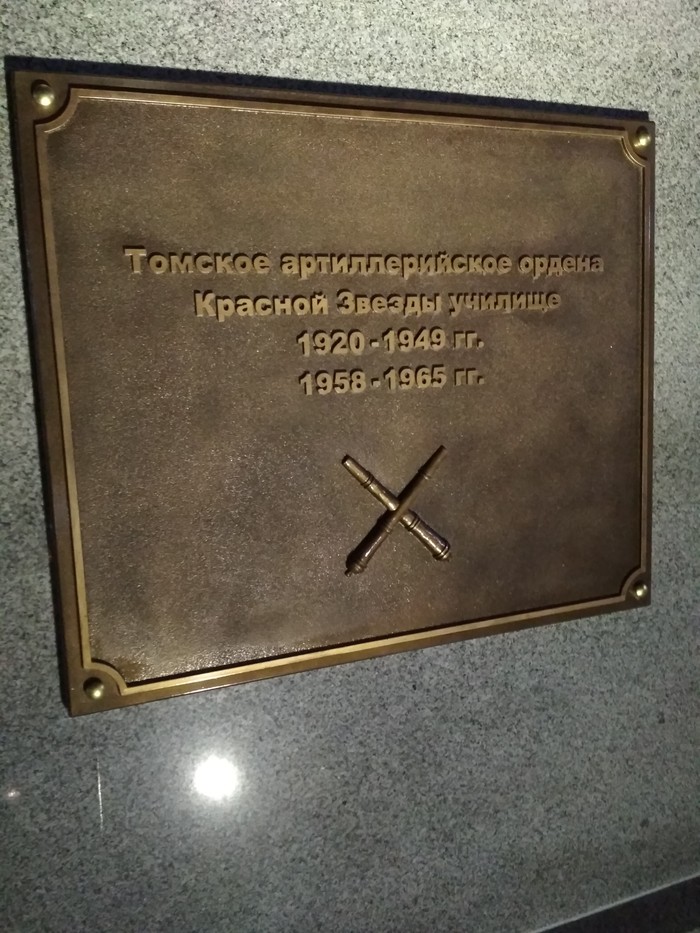 Томское артиллерийское ордена
Красной Звезды училище
1920-1949 гг.
1958-1965 гг.